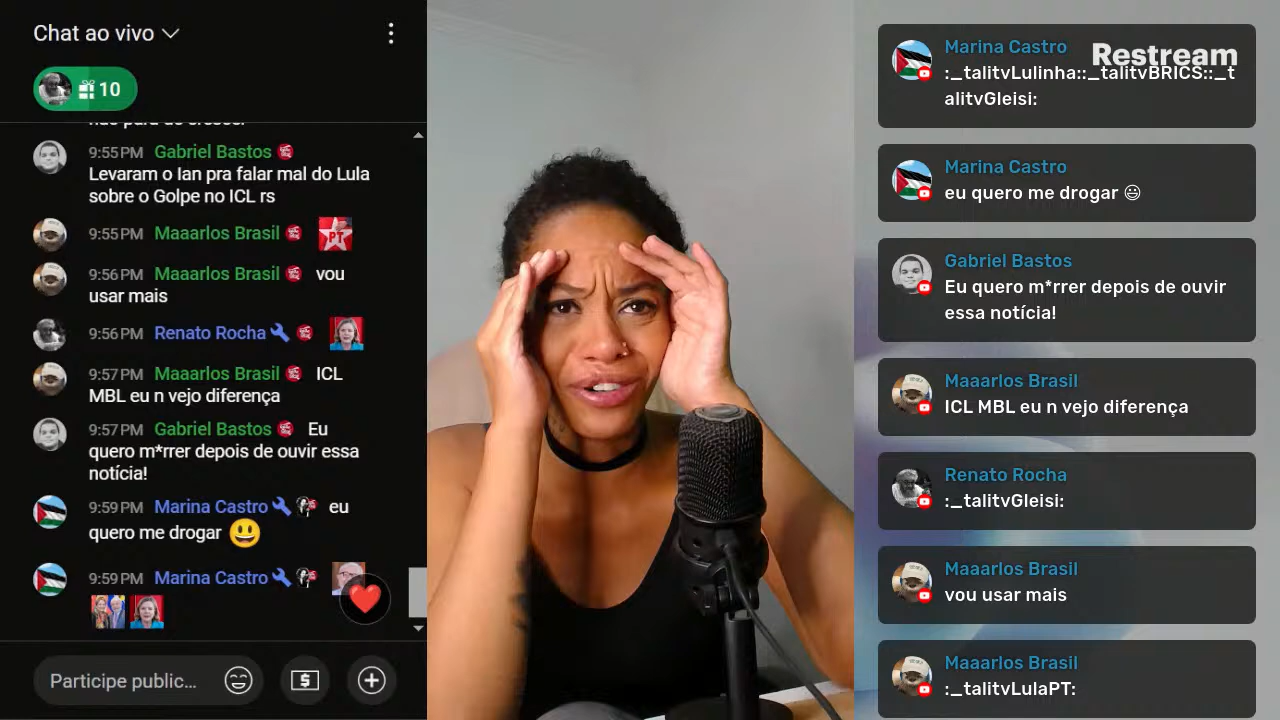 Chat ao vivo
10
não para de crescer!
9:55 PM Gabriel Bastos
Levaram o Ian pra falar mal do Lula
sobre o Golpe no ICL rs
9:55 PM Maaarlos Brasil PT
9:56 PM Maaarlos Brasil vou
usar mais
9:56 PM Renato Rocha
9:57 PM Maaarlos Brasil ICL
MBL eu n vejo diferença
9:57 PM Gabriel Bastos Eu
quero m*rrer depois de ouvir essa
notícia!
9:59 PM Marina Castro eu
quero me drogar
9:59 PM Marina Castro
Participe public...
Restream
Marina Castro
:_talitvLulinha::_talitvBRICS::_t
alitvGleisi:
Marina Castro
eu quero me drogar
Gabriel Bastos
Eu quero m*rrer depois de ouvir
essa notícia!
Maaarlos Brasil
ICL MBL eu n vejo diferença
Renato Rocha
:_talitvGleisi:
Maaarlos Brasil
vou usar mais
Maaarlos Brasil
:_talitvLulaPT: